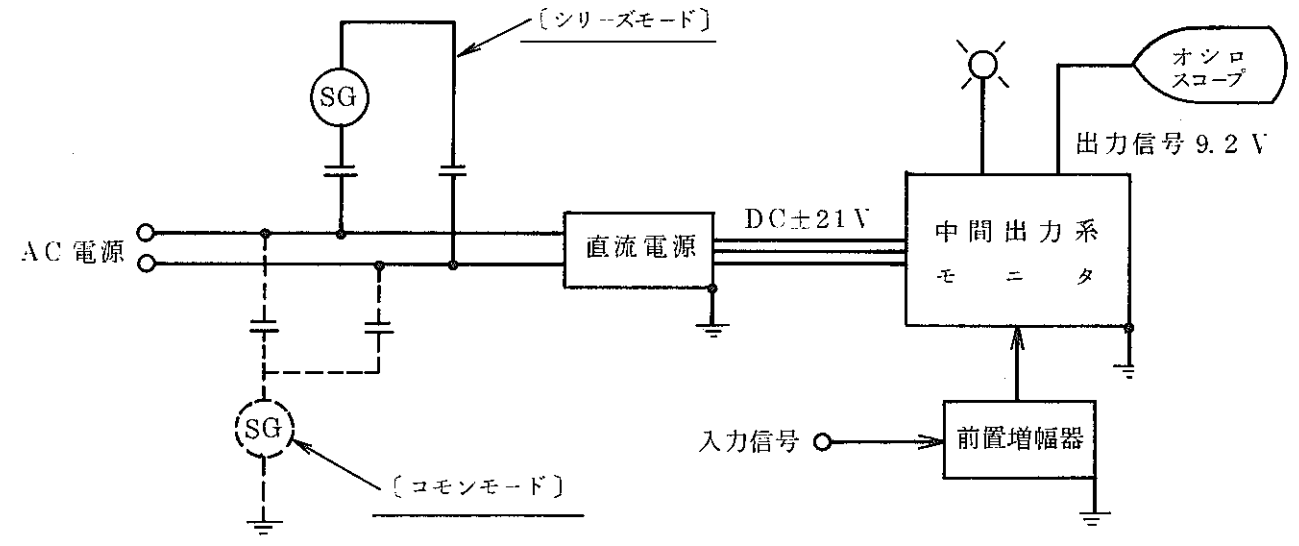 〔シリーズモード〕
SG
オシロ
スコープ
出力信号 9.2 V
AC 電源
直流電源
DC±21V
中間出力系
モニタ
SG
〔コモンモード〕
入力信号
前置増幅器